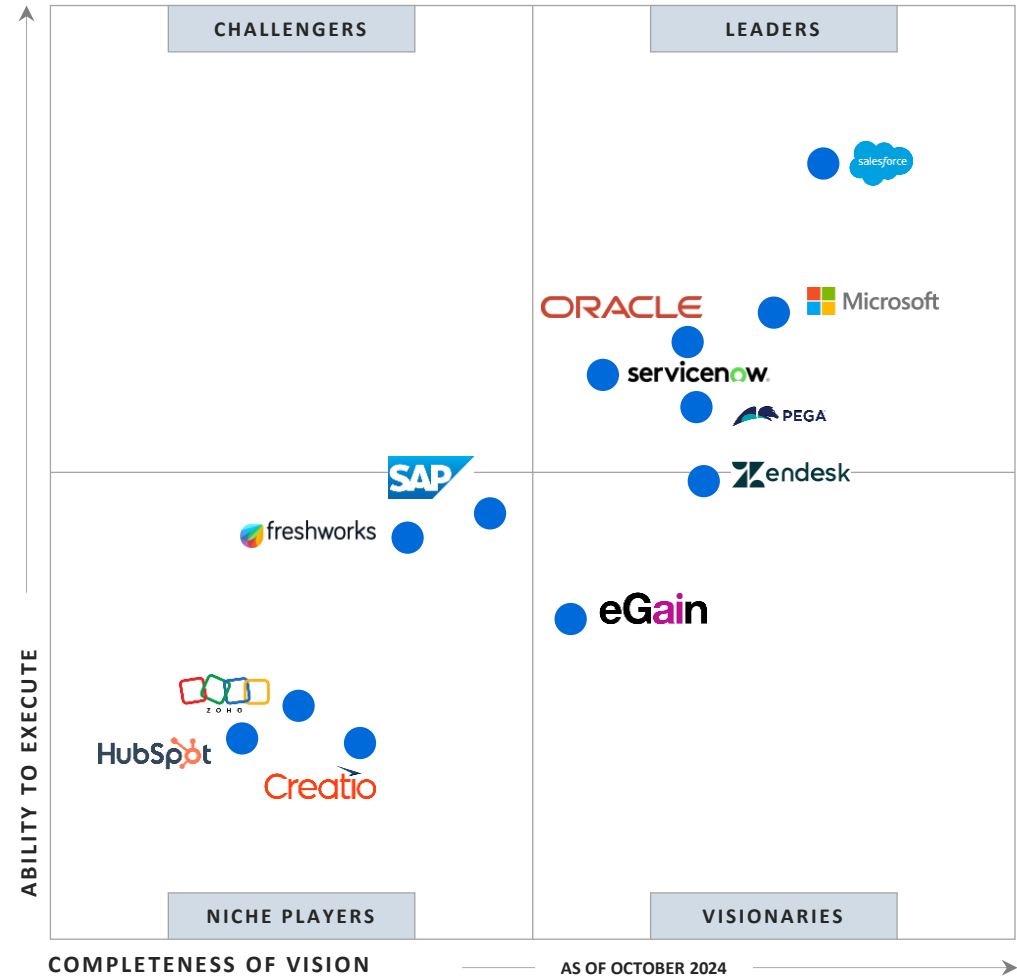 CHALLENGERS
LEADERS
salesforce
ORACLE
Microsoft
servicenow
PEGA
SAP
Zendesk
freshworks
eGain
ZOHO
HubSpot
Creatio
ABILITY TO EXECUTE
NICHE PLAYERS
VISIONARIES
COMPLETENESS OF VISION
AS OF OCTOBER 2024